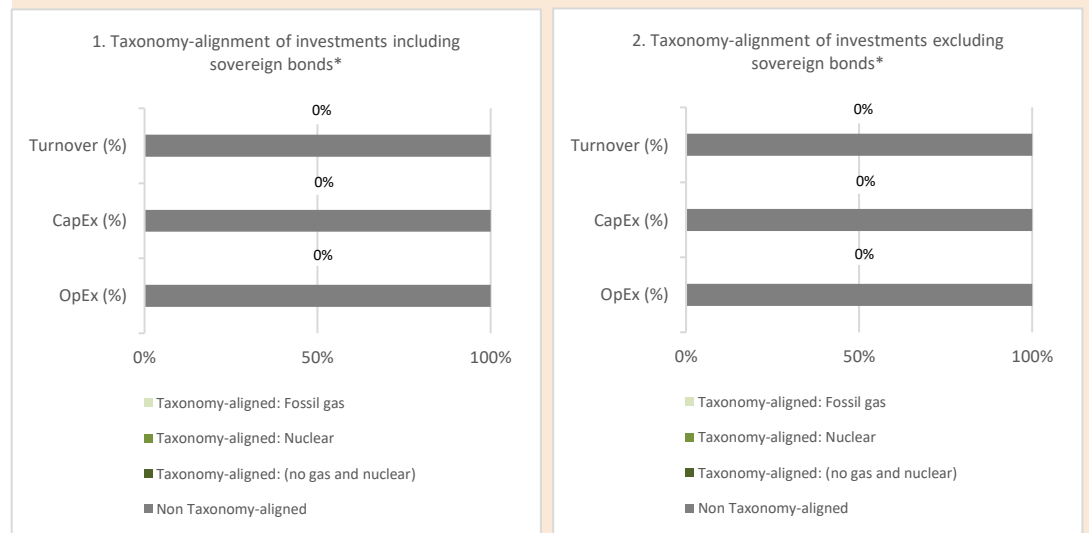 1. Taxonomy-alignment of investments including
sovereign bonds*
0%
Turnover (%)
0%
CapEx (%)
0%
OpEx (%)
0% 50% 100%
Taxonomy-aligned: Fossil gas
Taxonomy-aligned: Nuclear
Taxonomy-aligned: (no gas and nuclear)
Non Taxonomy-aligned
2. Taxonomy-alignment of investments excluding
sovereign bonds*
0%
Turnover (%)
0%
CapEx (%)
0%
OpEx (%)
0% 50% 100%
Taxonomy-aligned: Fossil gas
Taxonomy-aligned: Nuclear
Taxonomy-aligned: (no gas and nuclear)
Non Taxonomy-aligned